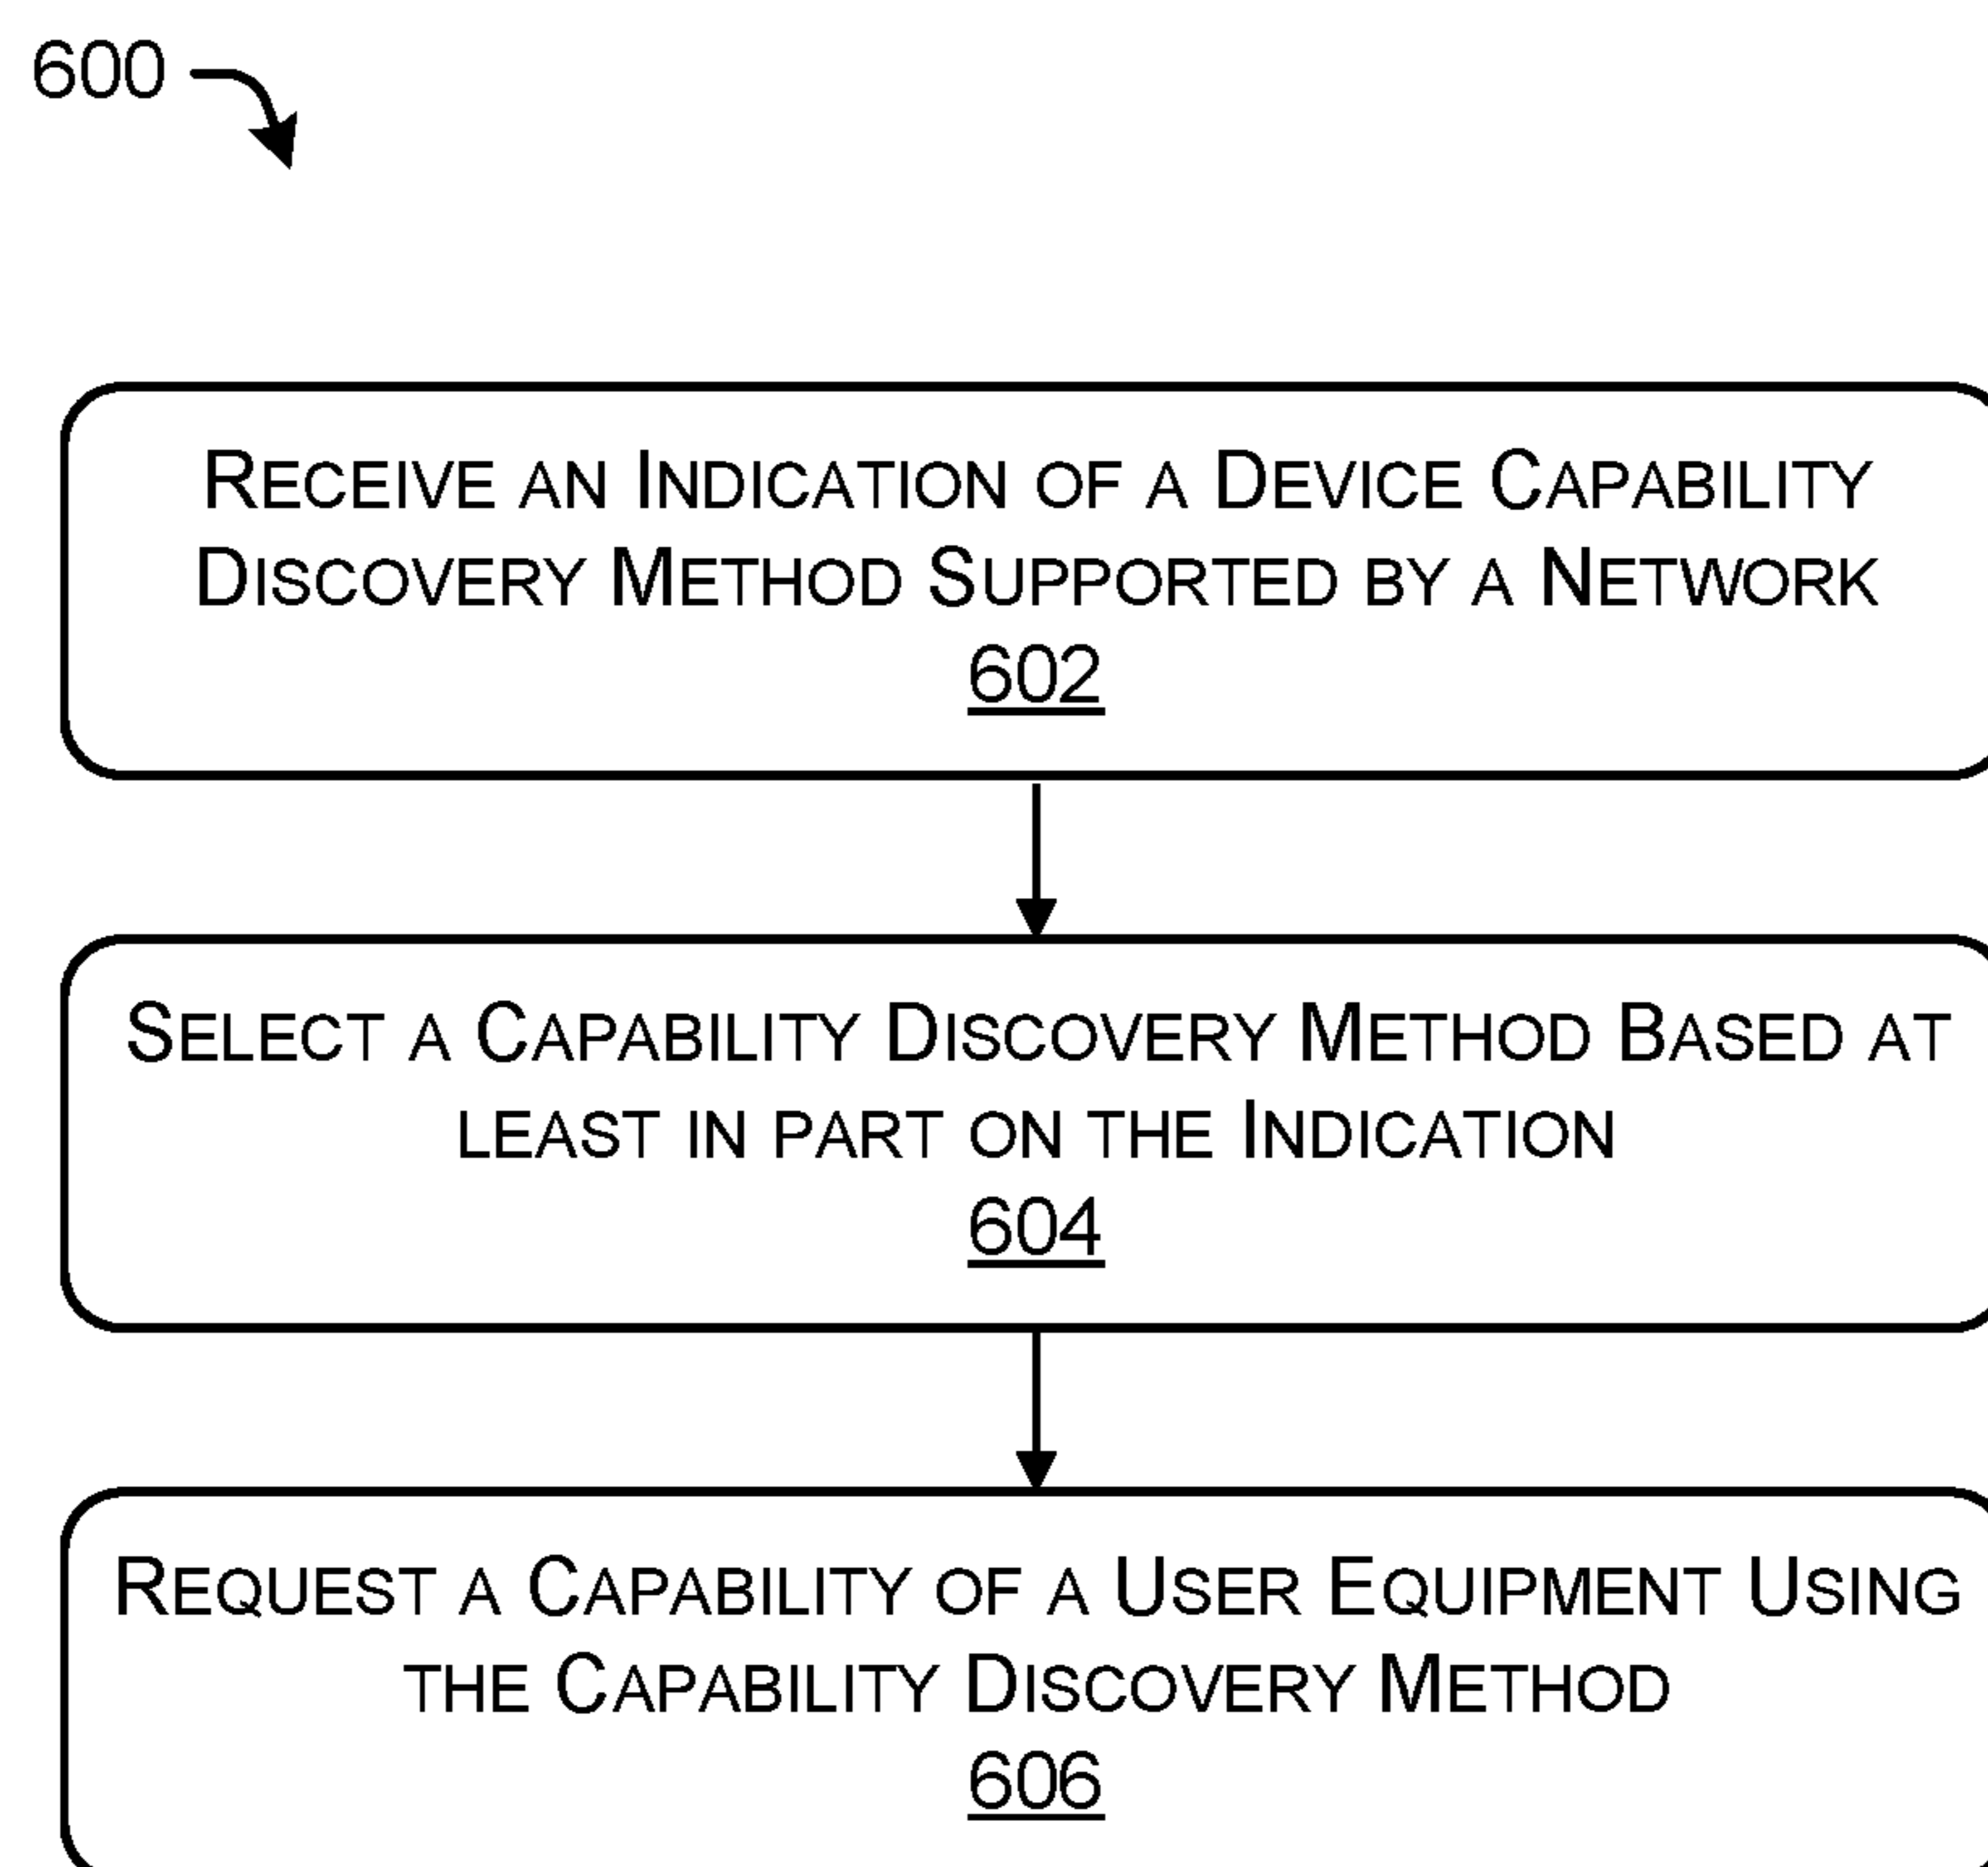 600
Receive an Indication of a Device Capability
Discovery Method Supported by a Network
602
Select a Capability Discovery Method Based at
least in part on the Indication
604
Request a Capability of a User Equipment Using
the Capability Discovery Method
606